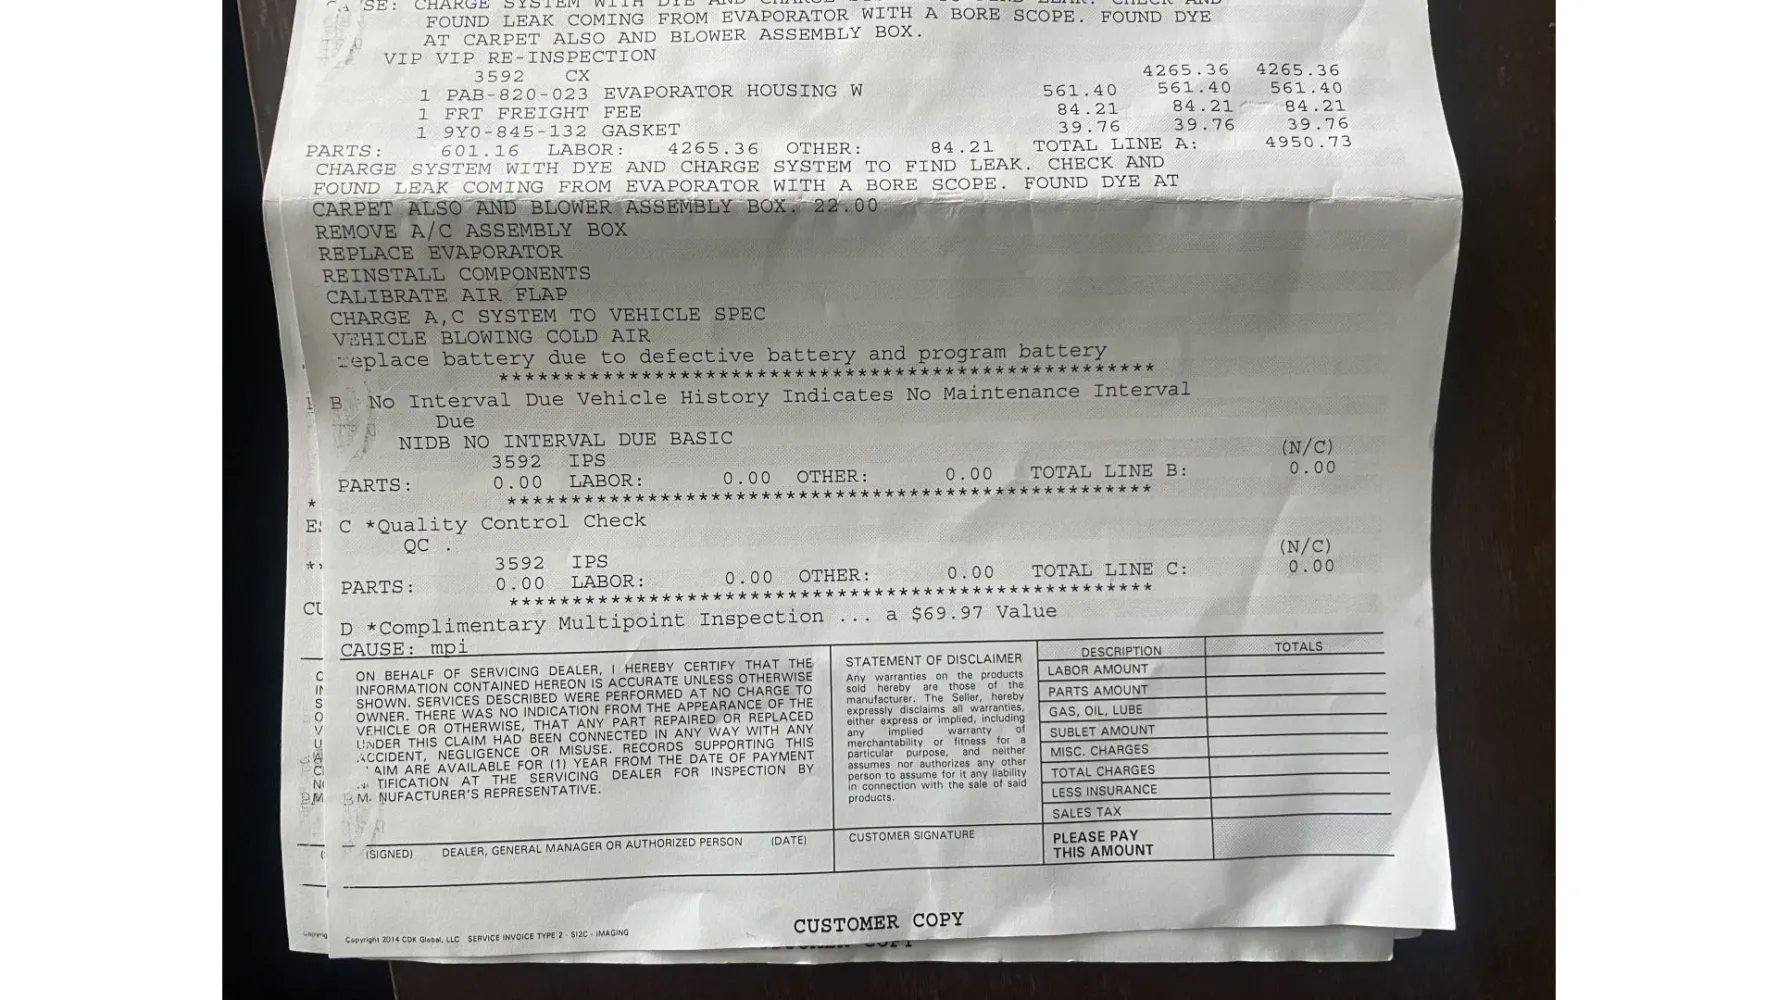 SE: CHARGE SYSTEM WITH DYE AND CHARGE
FOUND LEAK COMING FROM EVAPORATOR WITH A BORE SCOPE. FOUND DYE
AT CARPET ALSO AND BLOWER ASSEMBLY BOX.
VIP VIP RE-INSPECTION
3592 CX 4265.36 4265.36
1 PAB-820-023 EVAPORATOR HOUSING W 561.40 561.40 561.40
1 FRT FREIGHT FEE 84.21 84.21 84.21
1 9Y0-845-132 GASKET 39.76 39.76 39.76
PARTS: 601.16 LABOR: 4265.36 OTHER: 84.21 TOTAL LINE A: 4950.73
CHARGE SYSTEM WITH DYE AND CHARGE SYSTEM TO FIND LEAK. CHECK AND
FOUND LEAK COMING FROM EVAPORATOR WITH A BORE SCOPE. FOUND DYE AT
CARPET ALSO AND BLOWER ASSEMBLY BOX. 22.00
REMOVE A/C ASSEMBLY BOX
REPLACE EVAPORATOR
REINSTALL COMPONENTS
CALIBRATE AIR FLAP
CHARGE A,C SYSTEM TO VEHICLE SPEC
VEHICLE BLOWING COLD AIR
replace battery due to defective battery and program battery
****************************************************
B No Interval Due Vehicle History Indicates No Maintenance Interval
Due
NIDB NO INTERVAL DUE BASIC
3592 IPS (N/C)
PARTS: 0.00 LABOR: 0.00 OTHER: 0.00 TOTAL LINE B: 0.00
****************************************************
C *Quality Control Check
QC .
3592 IPS (N/C)
PARTS: 0.00 LABOR: 0.00 OTHER: 0.00 TOTAL LINE C: 0.00
****************************************************
D *Complimentary Multipoint Inspection ... a $69.97 Value
CAUSE: mpi
ON BEHALF OF SERVICING DEALER, I HEREBY CERTIFY THAT THE
INFORMATION CONTAINED HEREON IS ACCURATE UNLESS OTHERWISE
SHOWN. SERVICES DESCRIBED WERE PERFORMED AT NO CHARGE TO
OWNER. THERE WAS NO INDICATION FROM THE APPEARANCE OF THE
VEHICLE OR OTHERWISE, THAT ANY PART REPAIRED OR REPLACED
UNDER THIS CLAIM HAD BEEN CONNECTED IN ANY WAY WITH ANY
ACCIDENT, NEGLIGENCE OR MISUSE. RECORDS SUPPORTING THIS
AIM ARE AVAILABLE FOR (1) YEAR FROM THE DATE OF PAYMENT
TIFICATION AT THE SERVICING DEALER FOR INSPECTION BY
NUFACTURER'S REPRESENTATIVE.
(SIGNED) DEALER, GENERAL MANAGER OR AUTHORIZED PERSON (DATE)
STATEMENT OF DISCLAIMER
Any warranties on the products
sold hereby are those of the
manufacturer. The Seller, hereby
expressly disclaims all warranties,
either express or implied, including
any implied warranty of
merchantability or fitness for a
particular purpose, and neither
assumes nor authorizes any other
person to assume for it any liability
in connection with the sale of said
products.
CUSTOMER SIGNATURE
DESCRIPTION TOTALS
LABOR AMOUNT
PARTS AMOUNT
GAS, OIL, LUBE
SUBLET AMOUNT
MISC. CHARGES
TOTAL CHARGES
LESS INSURANCE
SALES TAX
PLEASE PAY
THIS AMOUNT
Copyright 2014 CDK Global, LLC SERVICE INVOICE TYPE 2 - SI2C - IMAGING
CUSTOMER COPY